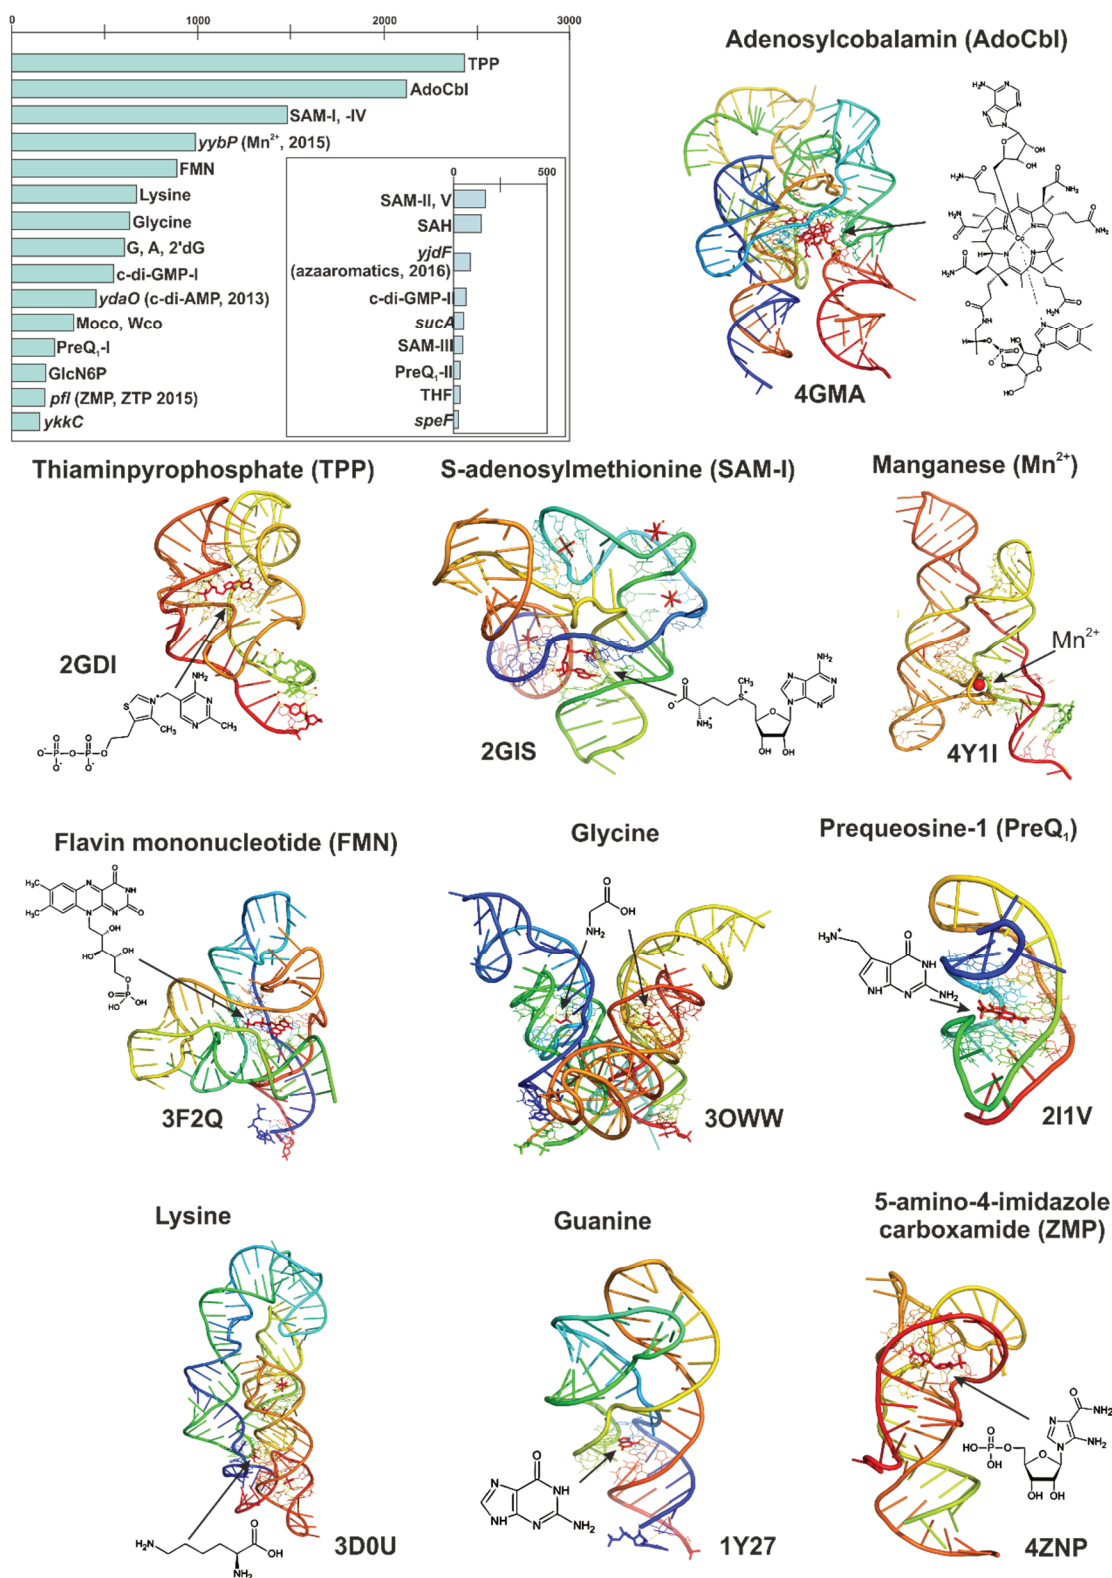 0
1000
2000
3000
TPP
AdoCbl
SAM-I, -IV
yybP (Mn²⁺, 2015)
FMN
Lysine
Glycine
G, A, 2'dG
c-di-GMP-I
ydaO (c-di-AMP, 2013)
Moco, Wco
PreQ₁-I
GlcN6P
pfl (ZMP, ZTP 2015)
ykkC
0
500
SAM-II, V
SAH
yjdF
(azaaromatics, 2016)
c-di-GMP-II
sucA
SAM-III
PreQ₁-II
THF
speF
Adenosylcobalamin (AdoCbl)
4GMA
Thiaminpyrophosphate (TPP)
2GDI
S-adenosylmethionine (SAM-I)
2GIS
Manganese (Mn²⁺)
Mn²⁺
4Y1I
Flavin mononucleotide (FMN)
3F2Q
Glycine
3OWW
Prequeosine-1 (PreQ₁)
2I1V
Lysine
3D0U
Guanine
1Y27
5-amino-4-imidazole
carboxamide (ZMP)
4ZNP